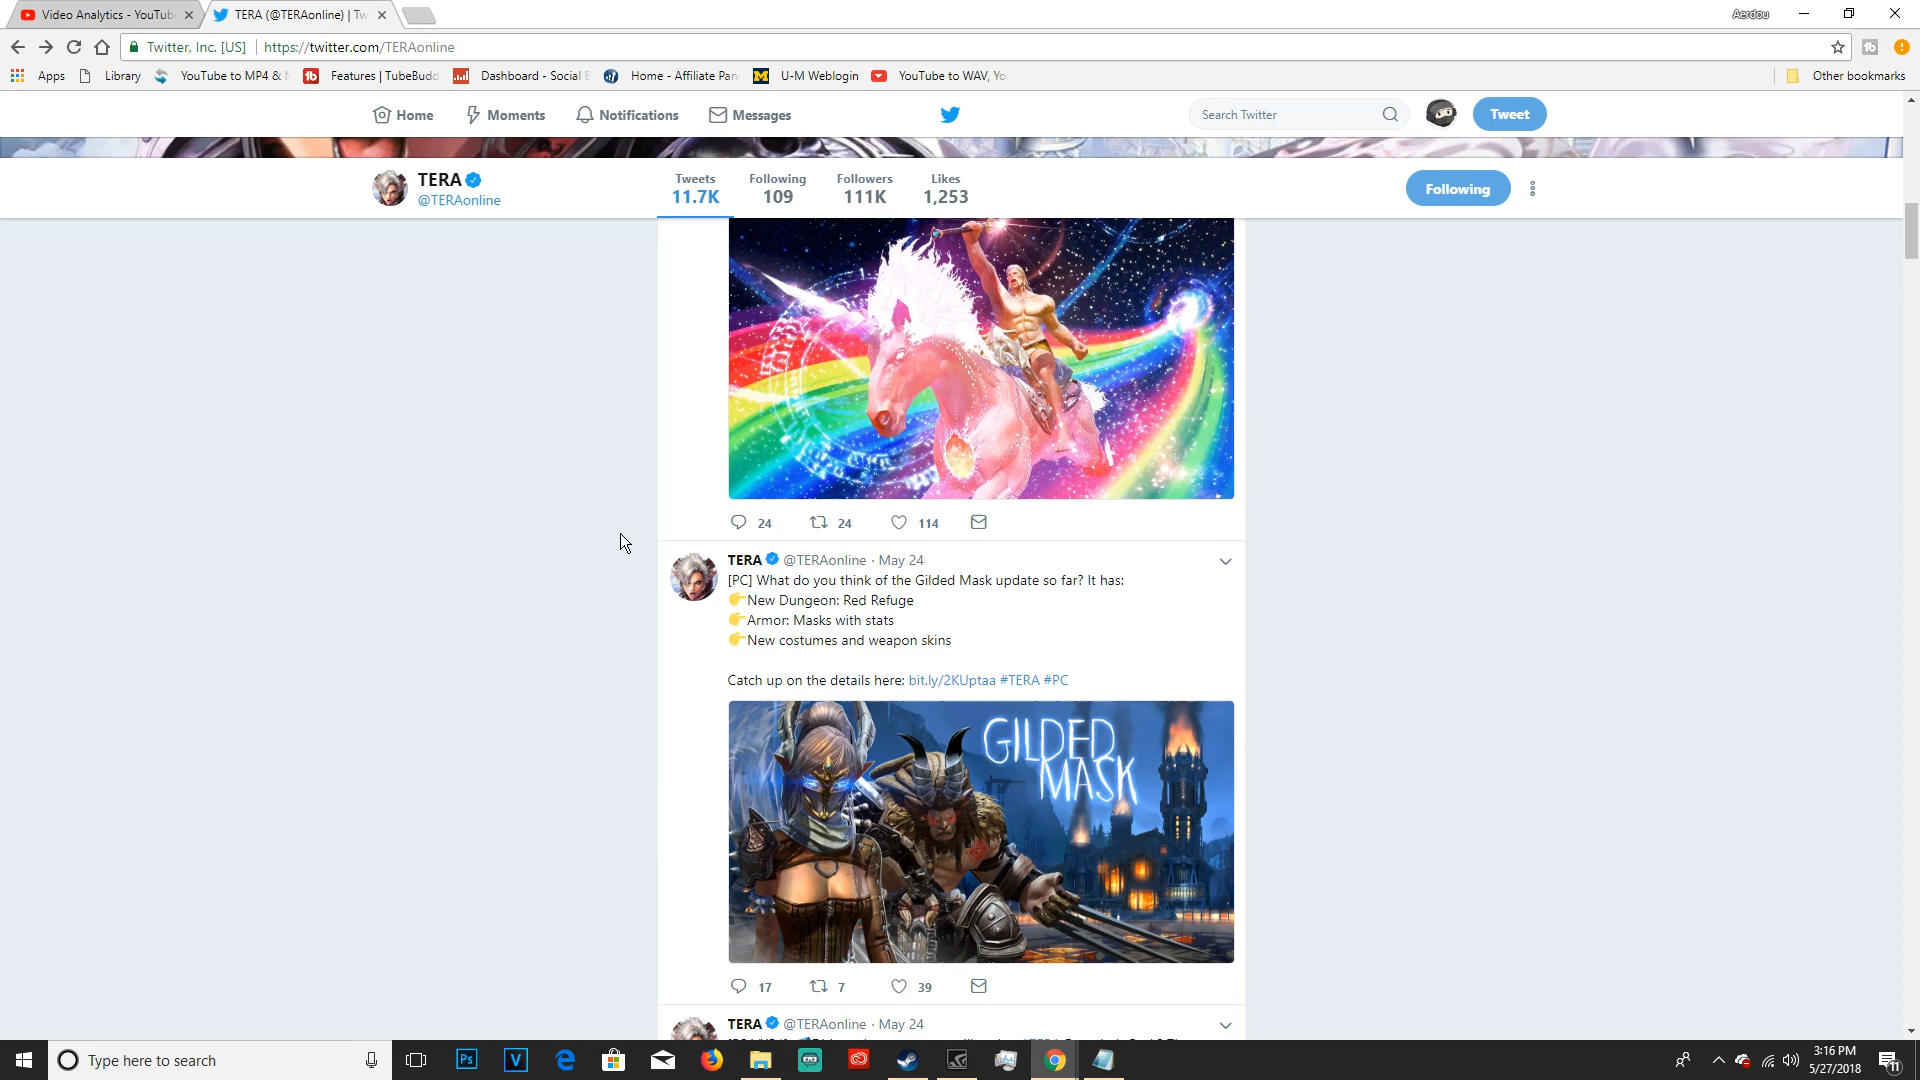 Video Analytics - YouTub
TERA (@TERAonline) | Tw
Aerdou
Twitter, Inc. [US]
https://twitter.com/TERAonline
Apps
Library
YouTube to MP4 &
Features | TubeBudd
Dashboard - Social B
Home - Affiliate Pan
U-M Weblogin
YouTube to WAV, Yo
Other bookmarks
Home
Moments
Notifications
Messages
Search Twitter
Tweet
TERA
@TERAonline
Tweets
11.7K
Following
109
Followers
111K
Likes
1,253
Following
24
24
114
TERA @TERAonline · May 24
[PC] What do you think of the Gilded Mask update so far? It has:
👉New Dungeon: Red Refuge
👉Armor: Masks with stats
👉New costumes and weapon skins
Catch up on the details here: bit.ly/2KUptaa #TERA #PC
GILDED
MASK
17
7
39
TERA @TERAonline · May 24
Type here to search
Ps
V
3:16 PM
5/27/2018
11